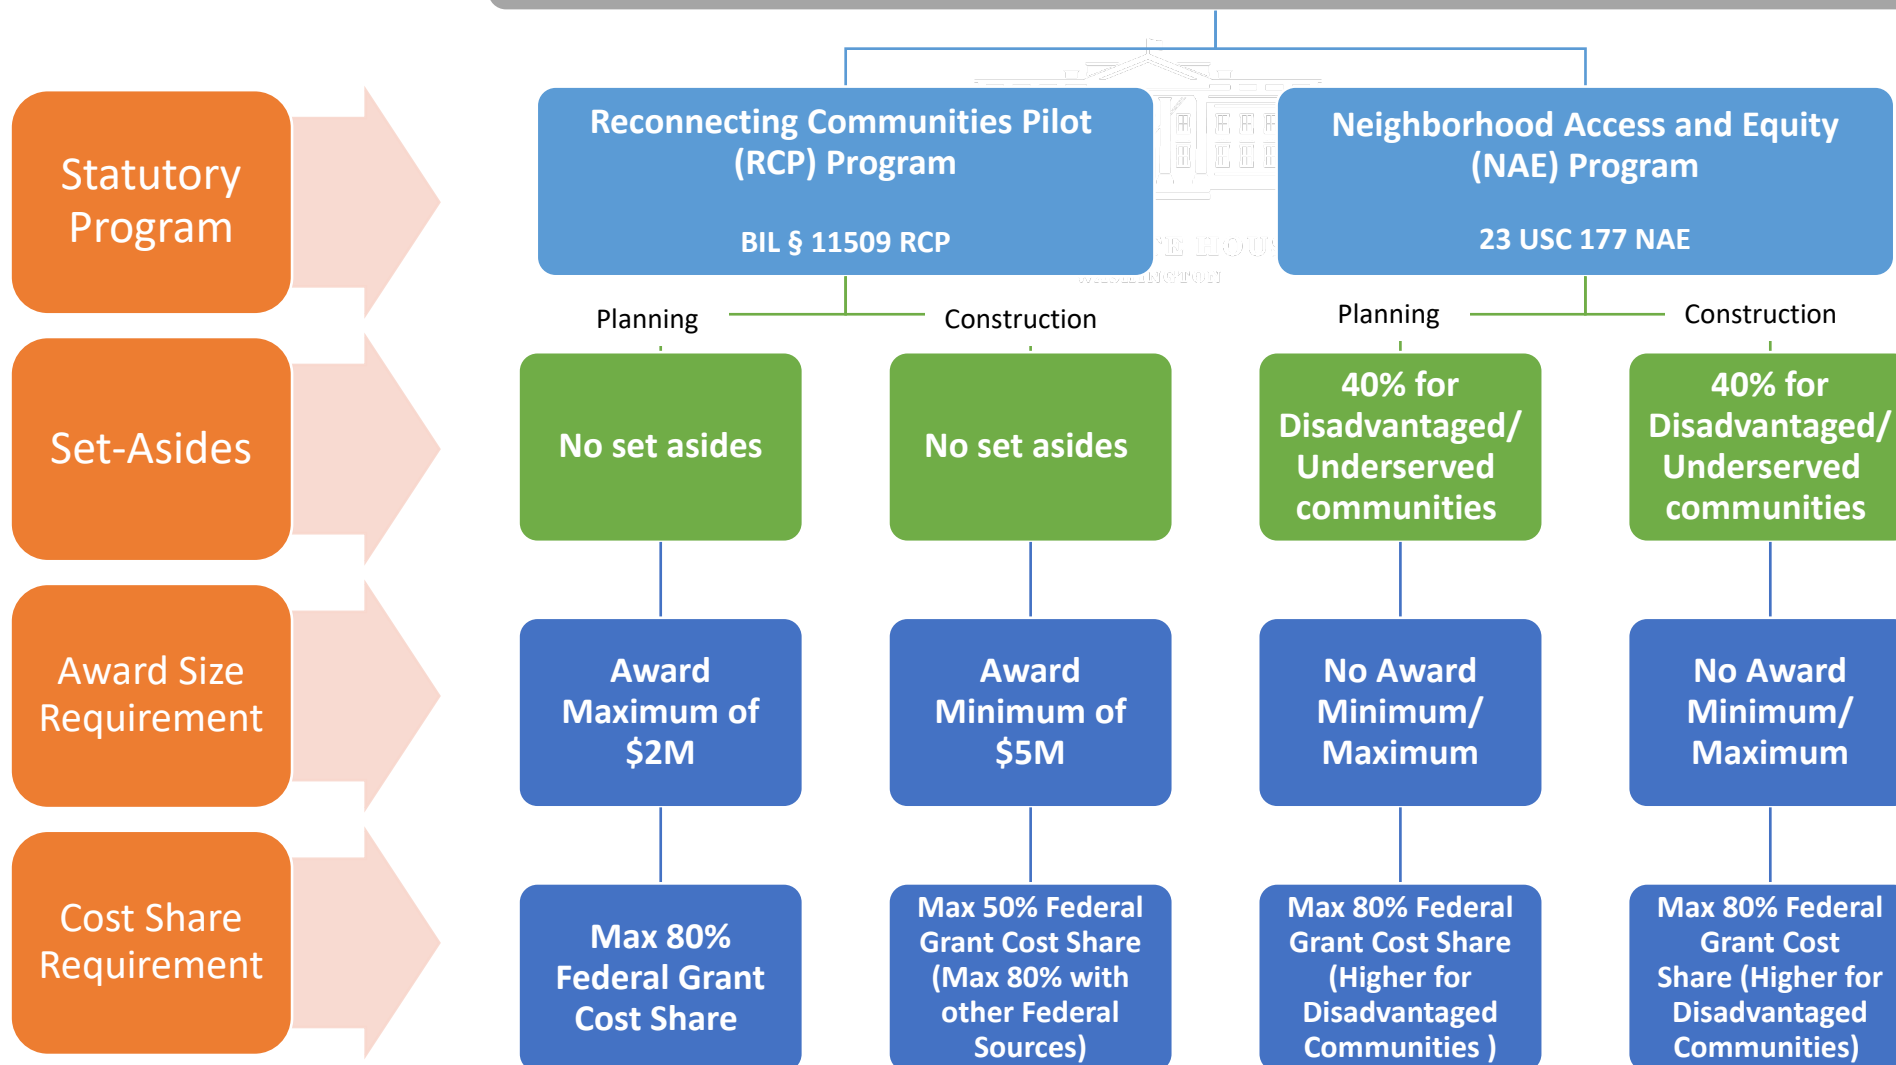 Statutory
Program
Reconnecting Communities Pilot
(RCP) Program
BIL § 11509 RCP
Neighborhood Access and Equity
(NAE) Program
23 USC 177 NAE
WASHINGTON
Planning
Construction
Planning
Construction
Set-Asides
No set asides
No set asides
40% for
Disadvantaged/
Underserved
communities
40% for
Disadvantaged/
Underserved
communities
Award Size
Requirement
Award
Maximum of
$2M
Award
Minimum of
$5M
No Award
Minimum/
Maximum
No Award
Minimum/
Maximum
Cost Share
Requirement
Max 80%
Federal Grant
Cost Share
Max 50% Federal
Grant Cost Share
(Max 80% with
other Federal
Sources)
Max 80% Federal
Grant Cost Share
(Higher for
Disadvantaged
Communities )
Max 80% Federal
Grant Cost
Share (Higher for
Disadvantaged
Communities)